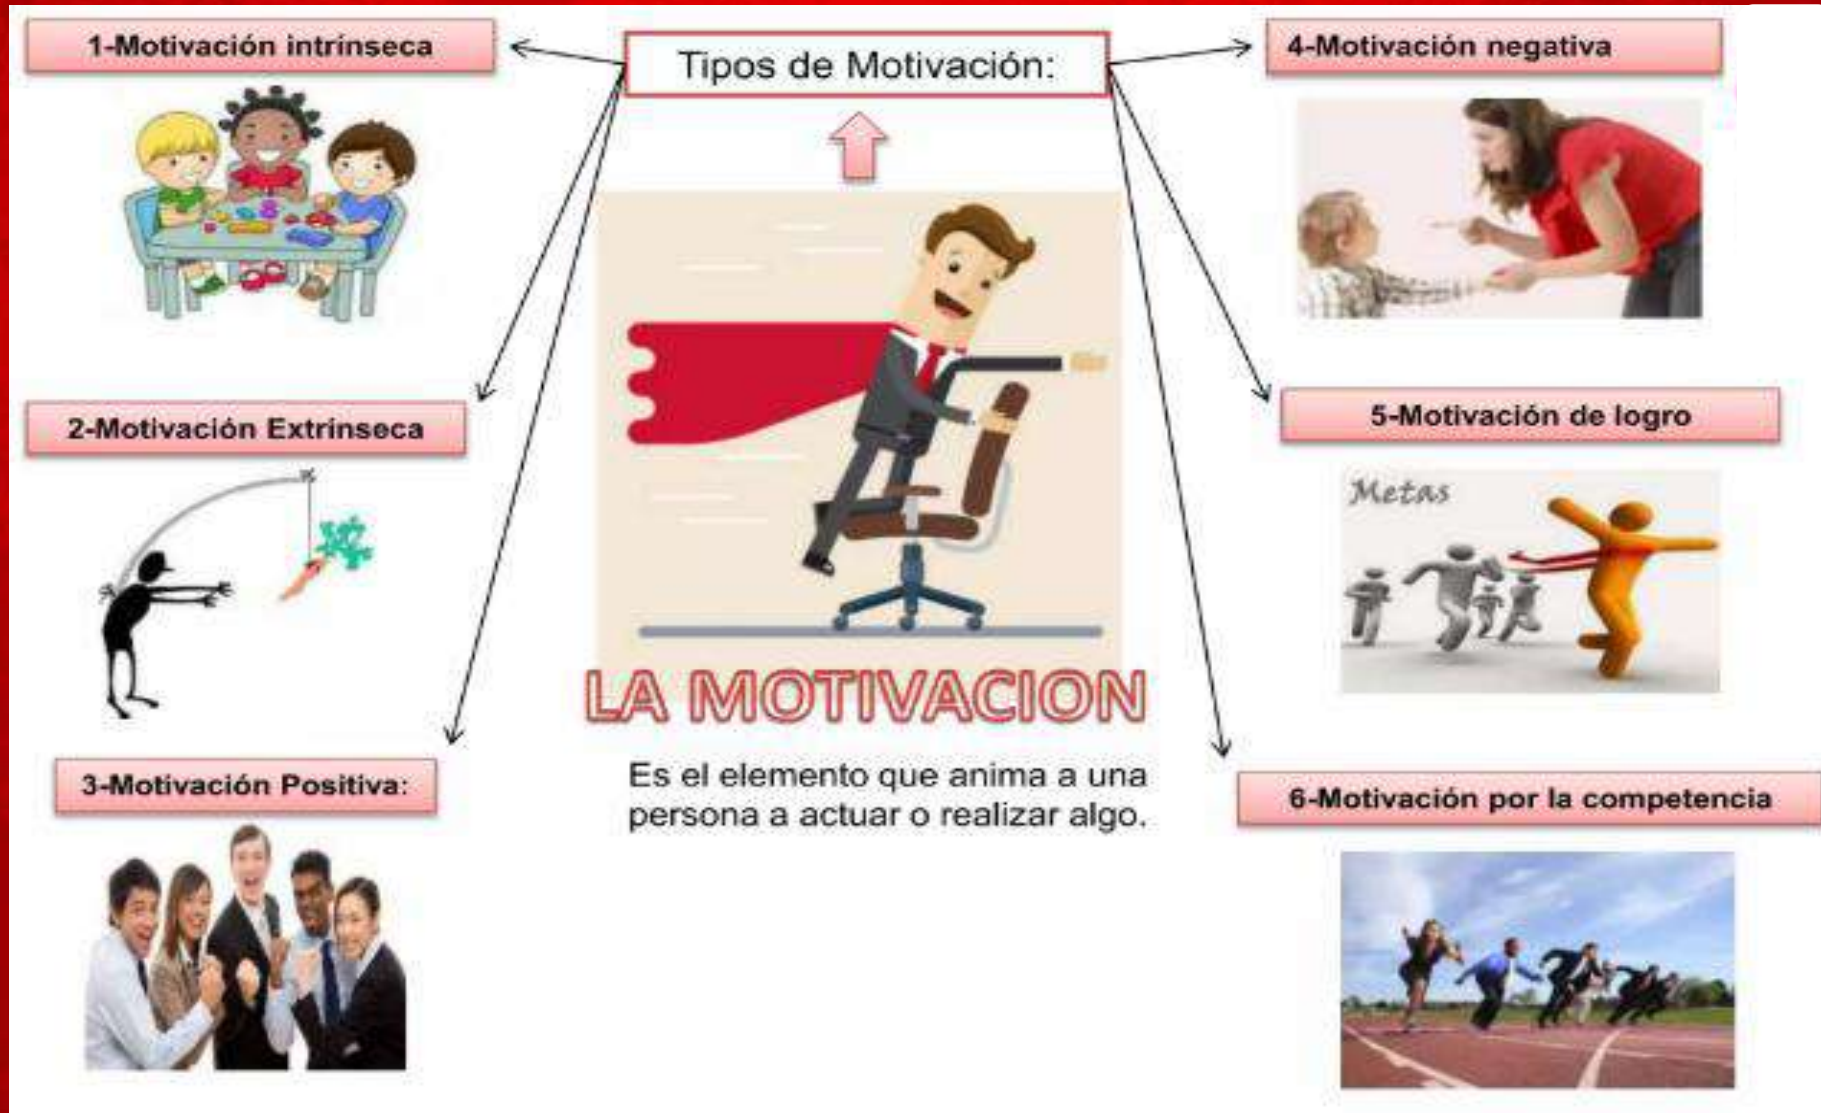 Tipos de Motivación:
1-Motivación intrínseca
2-Motivación Extrínseca
3-Motivación Positiva:
4-Motivación negativa
5-Motivación de logro
Metas
6-Motivación por la competencia
LA MOTIVACION
Es el elemento que anima a una
persona a actuar o realizar algo.